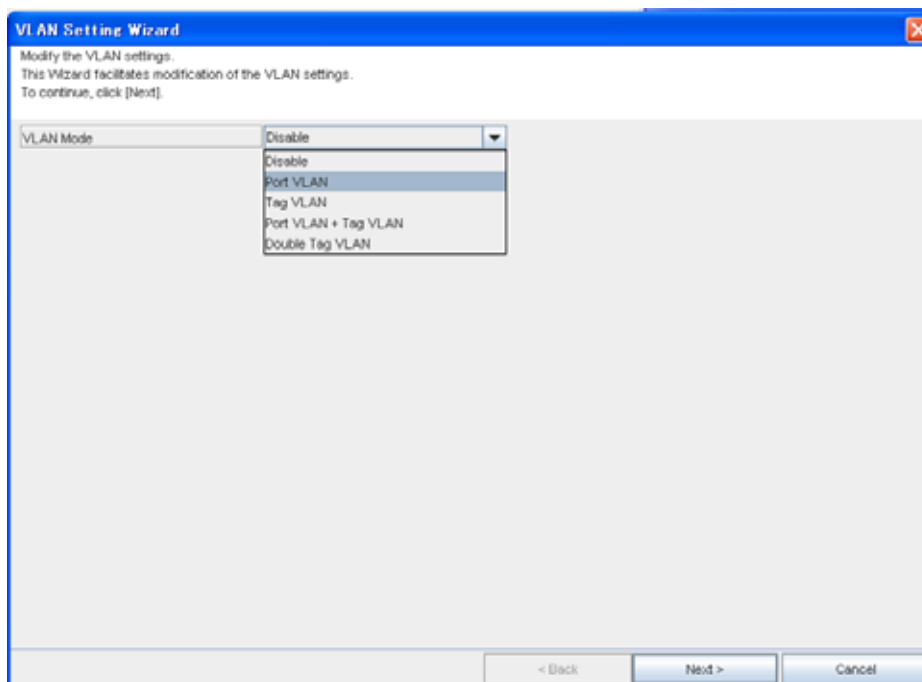 VLAN Setting Wizard
Modify the VLAN settings.
This Wizard facilitates modification of the VLAN settings.
To continue, click [Next].
VLAN Mode
Disable
Disable
Port VLAN
Tag VLAN
Port VLAN + Tag VLAN
Double Tag VLAN
< Back
Next >
Cancel